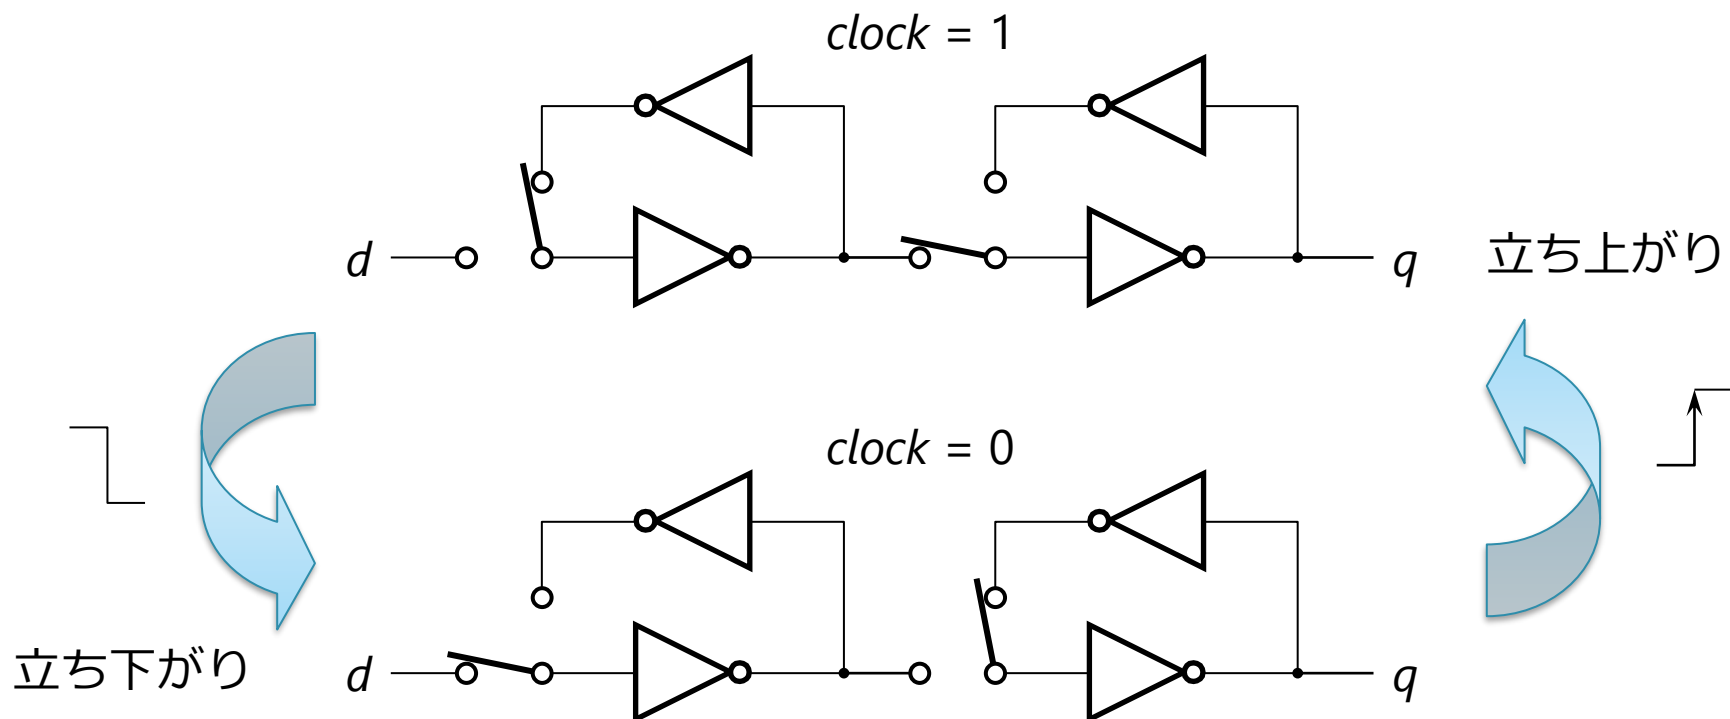 clock = 1
d
q
立ち上がり
clock = 0
立ち下がり
d
q